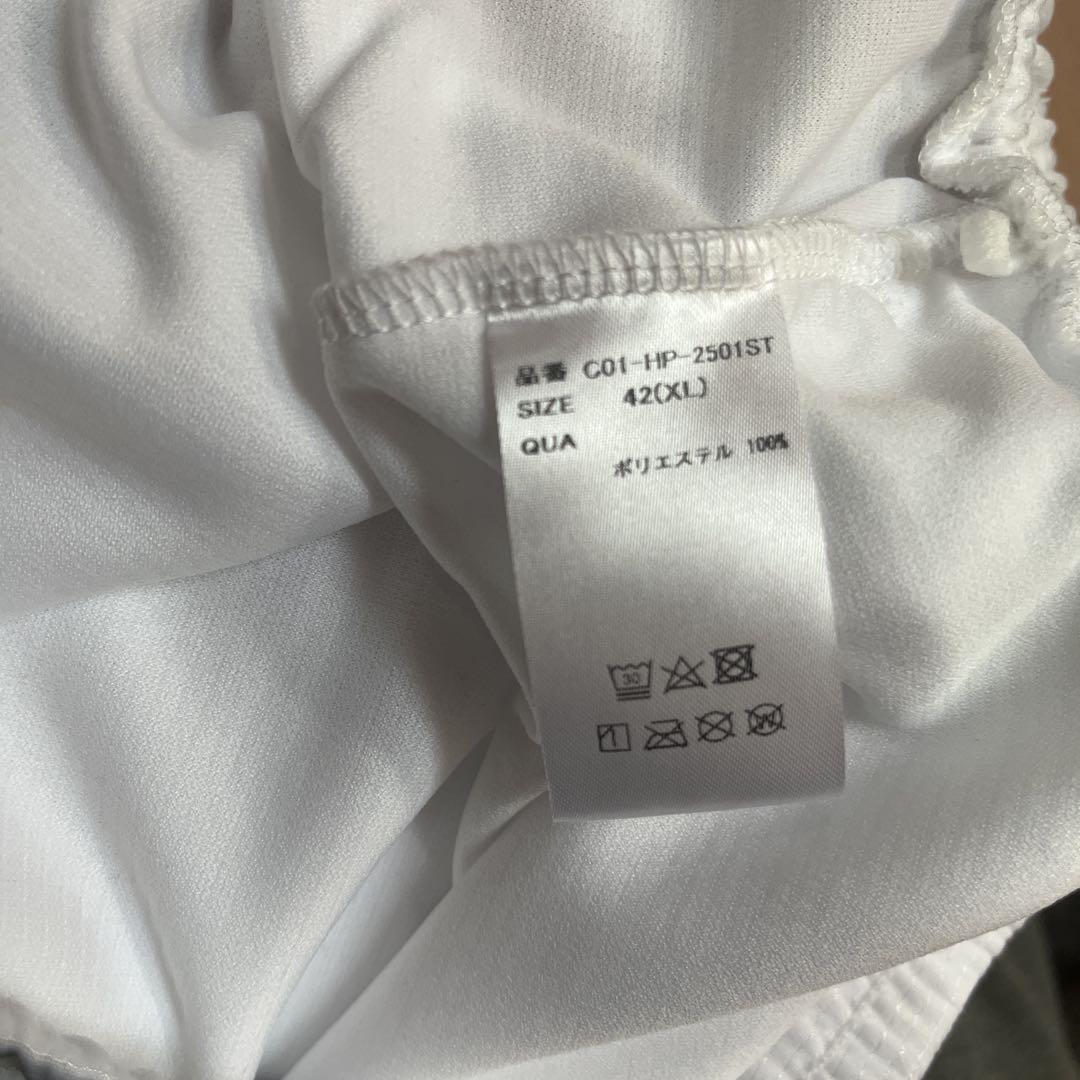 品番 C01-HP-2501ST
SIZE 42(XL)
QUA
ポリエステル 100%
30
1
W